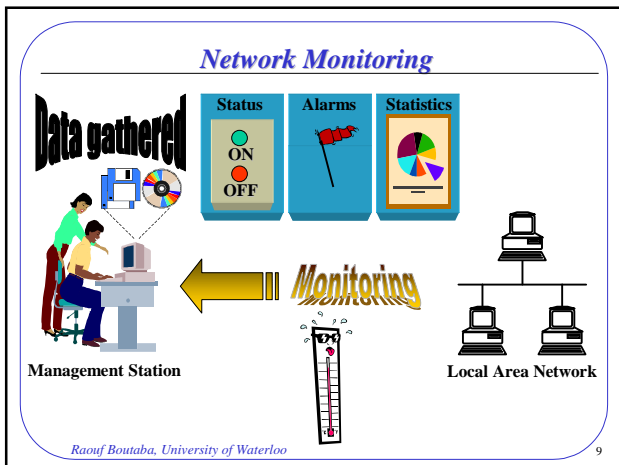 Network Monitoring
Data gathered
Status
Alarms
Statistics
ON
OFF
Monitoring
Management Station
Local Area Network
Raouf Boutaba, University of Waterloo
9